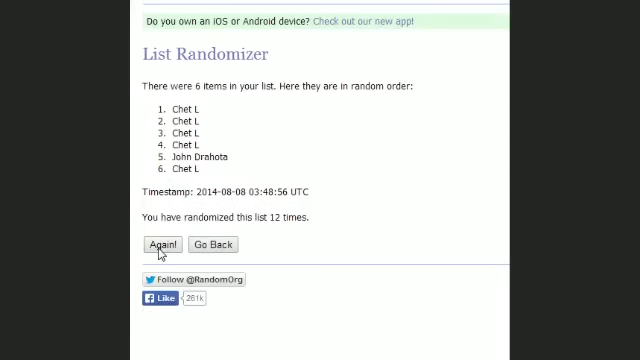 Do you own an iOS or Android device? Check out our new app!
List Randomizer
There were 6 items in your list. Here they are in random order:
1. Chet L
2. Chet L
3. Chet L
4. Chet L
5. John Drahota
6. Chet L
Timestamp: 2014-08-08 03:48:56 UTC
You have randomized this list 12 times.
Again! Go Back
Follow @RandomOrg
Like 261k